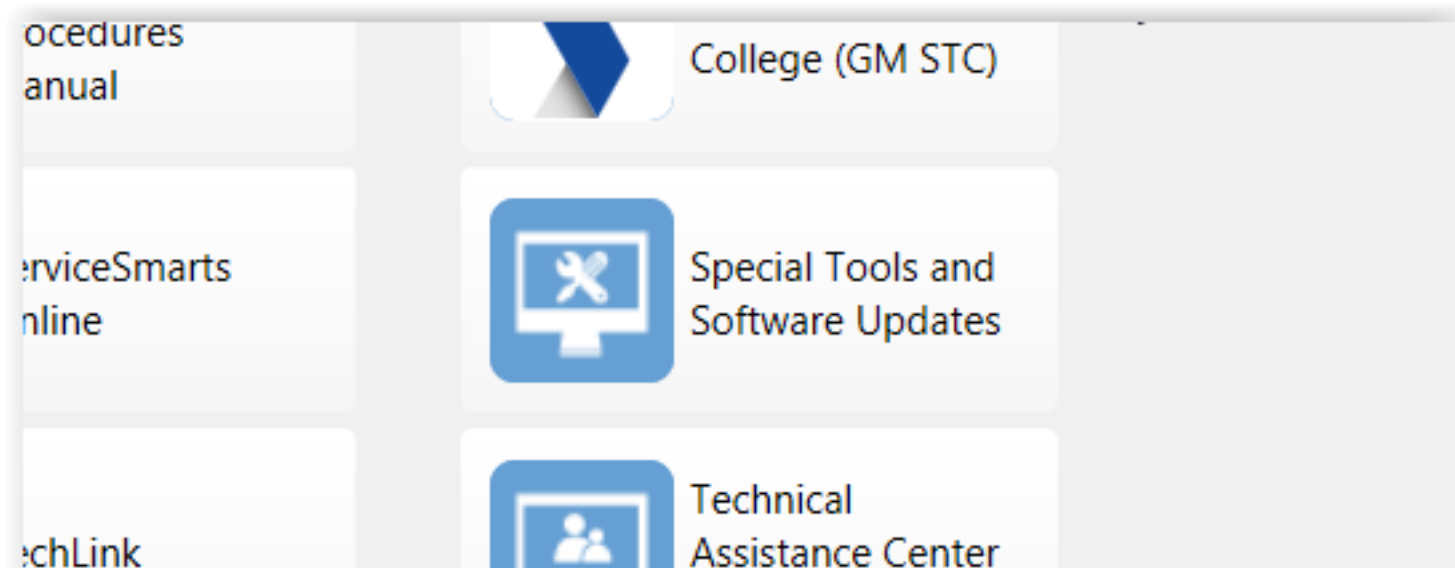 ocedures
anual
College (GM STC)
erviceSmarts
nline
Special Tools and
Software Updates
echLink
Technical
Assistance Center